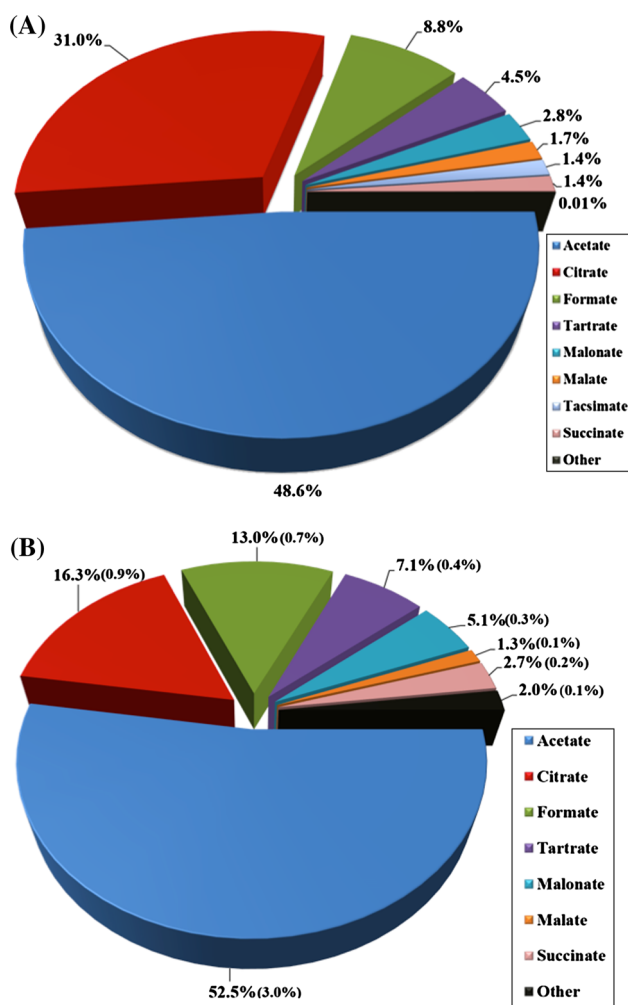 (A)
31.0%
8.8%
4.5%
2.8%
1.7%
1.4%
1.4%
0.01%
Acetate
Citrate
Formate
Tartrate
Malonate
Malate
Tacsimate
Succinate
Other
48.6%
(B)
13.0%(0.7%)
16.3%(0.9%)
7.1%(0.4%)
5.1%(0.3%)
1.3%(0.1%)
2.7%(0.2%)
2.0%(0.1%)
Acetate
Citrate
Formate
Tartrate
Malonate
Malate
Succinate
Other
52.5%(3.0%)